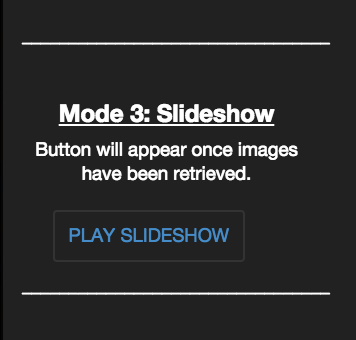 Mode 3: Slideshow
Button will appear once images
have been retrieved.
PLAY SLIDESHOW